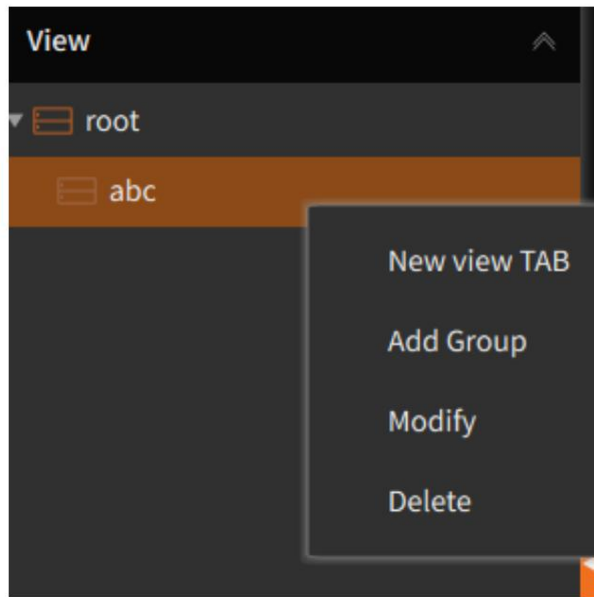 View
root
abc
New view TAB
Add Group
Modify
Delete